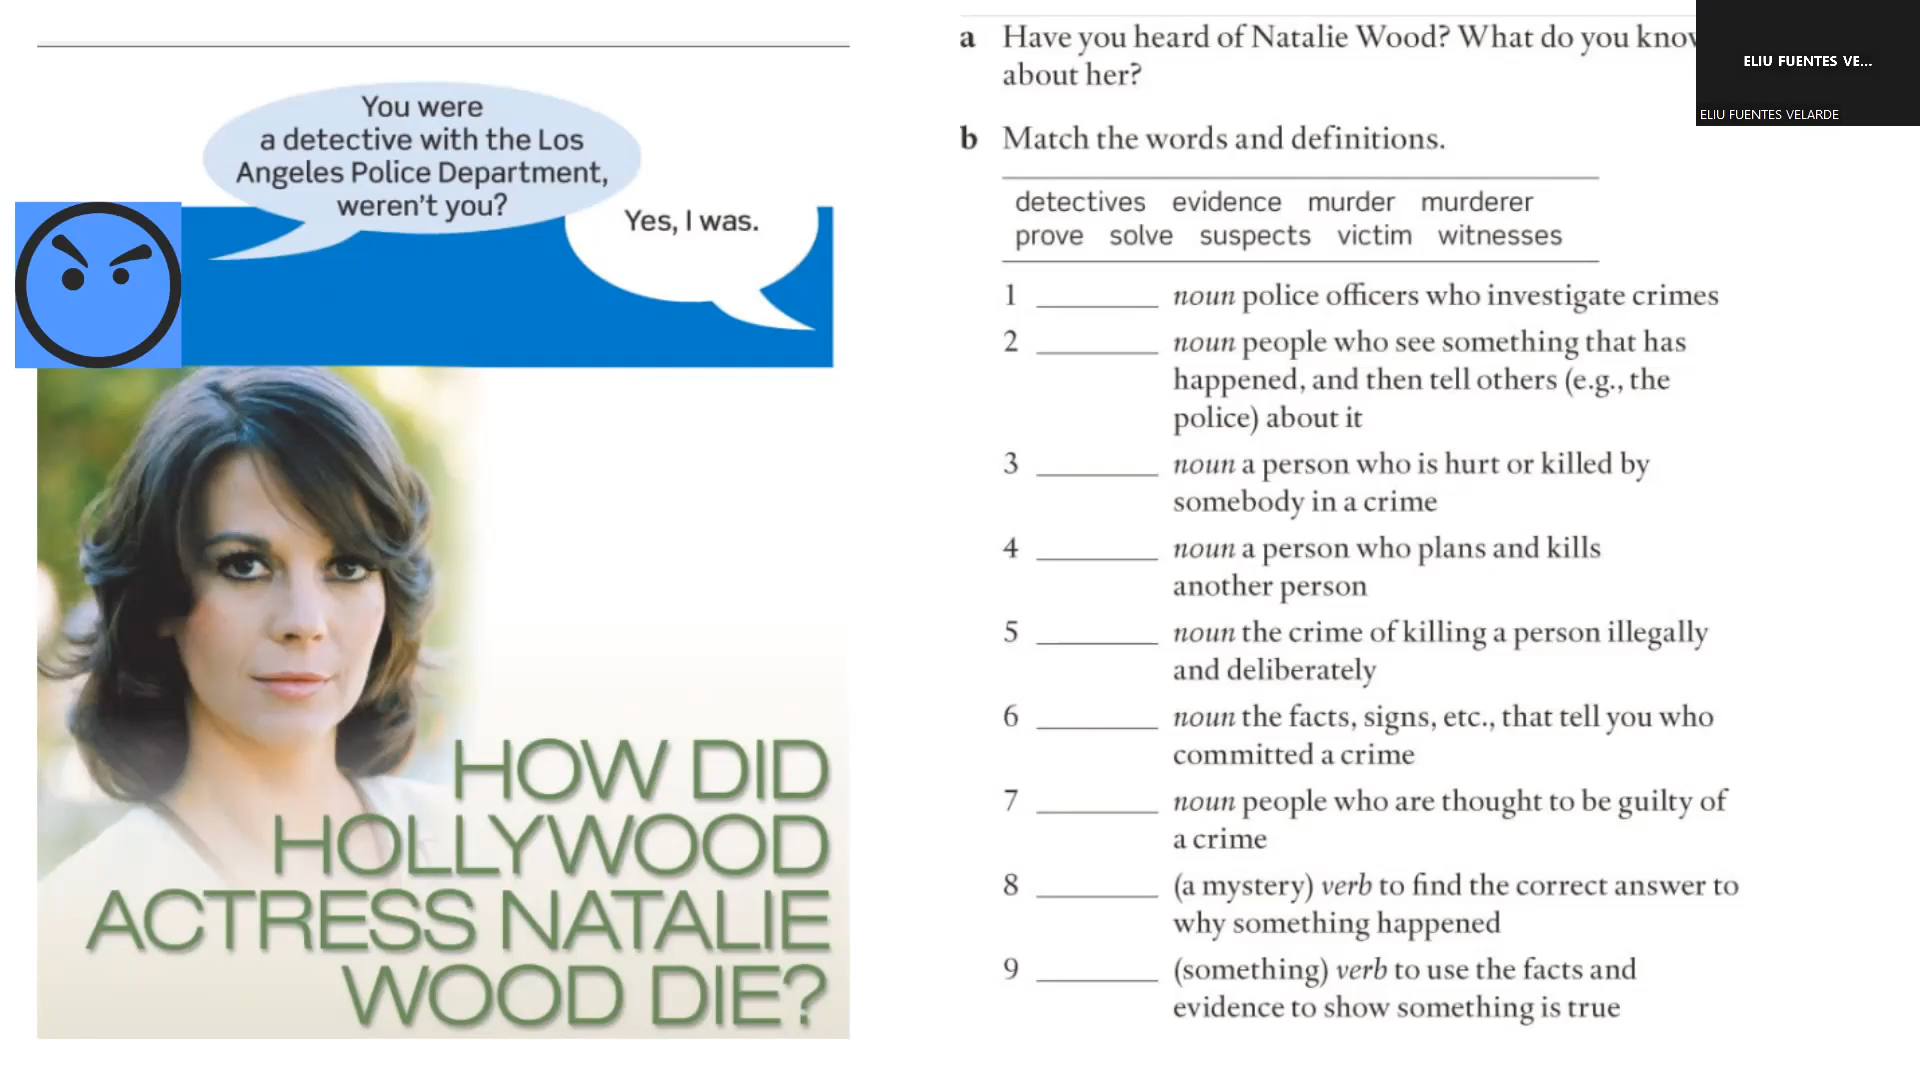 You were
a detective with the Los
Angeles Police Department,
weren't you?
Yes, I was.
HOW DID
HOLLYWOOD
ACTRESS NATALIE
WOOD DIE?
a Have you heard of Natalie Wood? What do you
about her?
b Match the words and definitions.
detectives evidence murder murderer
prove solve suspects victim witnesses
1 noun police officers who investigate crimes
2 noun people who see something that has
happened, and then tell others (e.g., the
police) about it
3 noun a person who is hurt or killed by
somebody in a crime
4 noun a person who plans and kills
another person
5 noun the crime of killing a person illegally
and deliberately
6 noun the facts, signs, etc., that tell you who
committed a crime
7 noun people who are thought to be guilty of
a crime
8 (a mystery) verb to find the correct answer to
why something happened
9 (something) verb to use the facts and
evidence to show something is true
ELIU FUENTES VE...
ELIU FUENTES VELARDE